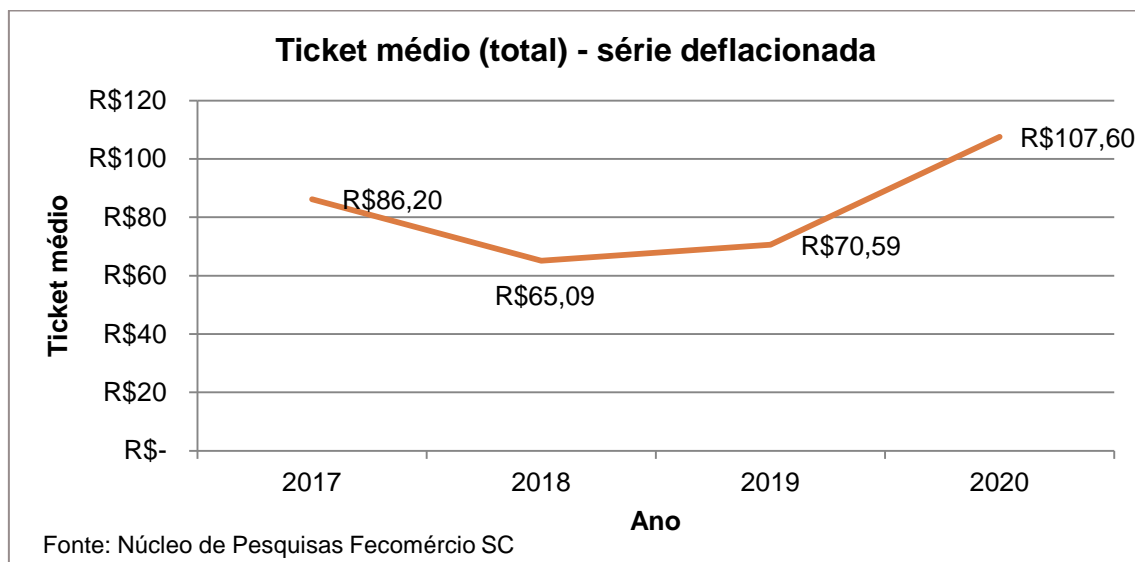 Ticket médio (total) - série deflacionada
R$120
R$100
R$80
R$60
R$40
R$20
R$-
Ticket médio
R$86,20
R$65,09
R$70,59
R$107,60
2017
2018
2019
2020
Ano
Fonte: Núcleo de Pesquisas Fecomércio SC